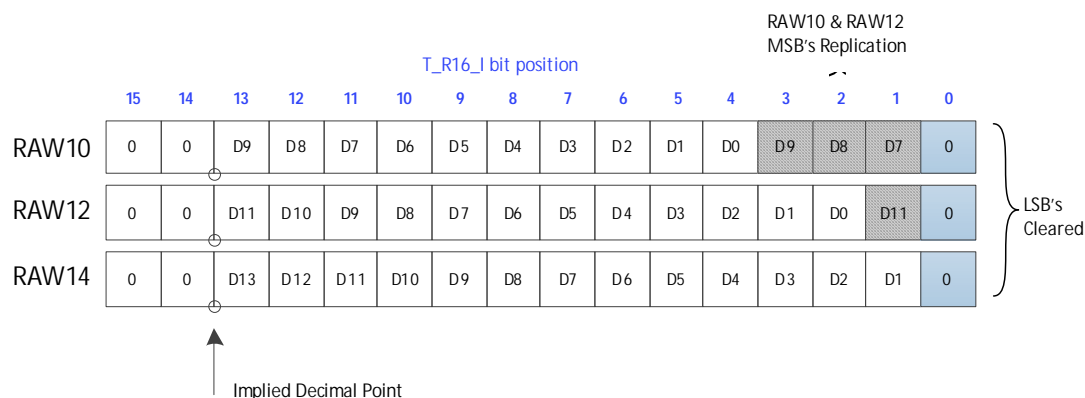 RAW10 & RAW12
MSB's Replication
T_R16_I bit position
15 14 13 12 11 10 9 8 7 6 5 4 3 2 1 0
RAW10 0 0 D9 D8 D7 D6 D5 D4 D3 D2 D1 D0 D9 D8 D7 0
RAW12 0 0 D11 D10 D9 D8 D7 D6 D5 D4 D3 D2 D1 D0 D11 0
LSB's
Cleared
RAW14 0 0 D13 D12 D11 D10 D9 D8 D7 D6 D5 D4 D3 D2 D1 0
Implied Decimal Point